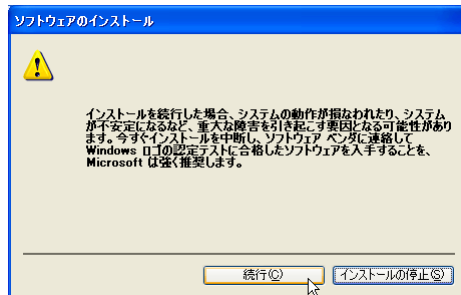 ソフトウェアのインストール
インストールを続行した場合、システムの動作が損なわれたり、システム
が不安定になるなど、重大な障害を引き起こす要因となる可能性があり
ます。今すぐインストールを中断し、ソフトウェア ベンダに連絡して
Windows ロゴの認定テストに合格したソフトウェアを入手することを、
Microsoft は強く推奨します。
続行(C)
インストールの停止(S)